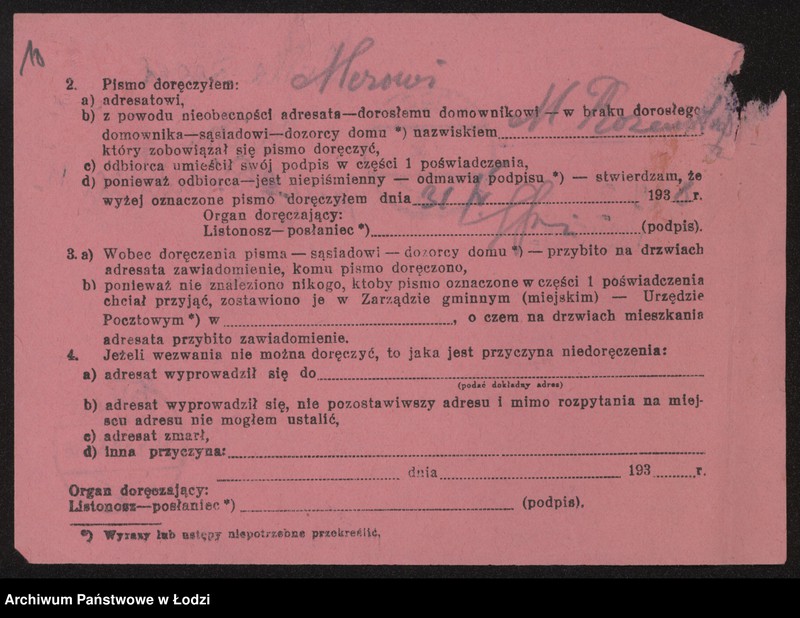 10
2. Pismo doręczyłem:
a) adresatowi,
b) z powodu nieobecności adresata—dorosłemu domownikowi — w braku dorosłego
domownika—sąsiadowi—dozorcy domu *) nazwiskiem
który zobowiązał się pismo doręczyć,
c) odbiorca umieścił swój podpis w części 1 poświadczenia,
d) ponieważ odbiorca—jest niepiśmienny — odmawia podpisu *) — stwierdzam, że
wyżej oznaczone pismo doręczyłem dnia 31 193 r.
Organ doręczający:
Listonosz—posłaniec *) (podpis).
3. a) Wobec doręczenia pisma — sąsiadowi — dozorcy domu *) — przybito na drzwiach
adresata zawiadomienie, komu pismo doręczono,
b) ponieważ nie znaleziono nikogo, ktoby pismo oznaczone w części 1 poświadczenia
chciał przyjąć, zostawiono je w Zarządzie gminnym (miejskim) — Urzędzie
Pocztowym *) w , o czem na drzwiach mieszkania
adresata przybito zawiadomienie.
4. Jeżeli wezwania nie można doręczyć, to jaka jest przyczyna niedoręczenia:
a) adresat wyprowadził się do
(podać dokładny adres)
b) adresat wyprowadził się, nie pozostawiwszy adresu i mimo rozpytania na miej-
scu adresu nie mogłem ustalić,
c) adresat zmarł,
d) inna przyczyna:
dnia 193 r.
Organ doręczający:
Listonosz—posłaniec *) (podpis).
*) Wyrazy lub ustępy niepotrzebne przekreślić.
Archiwum Państwowe w Łodzi